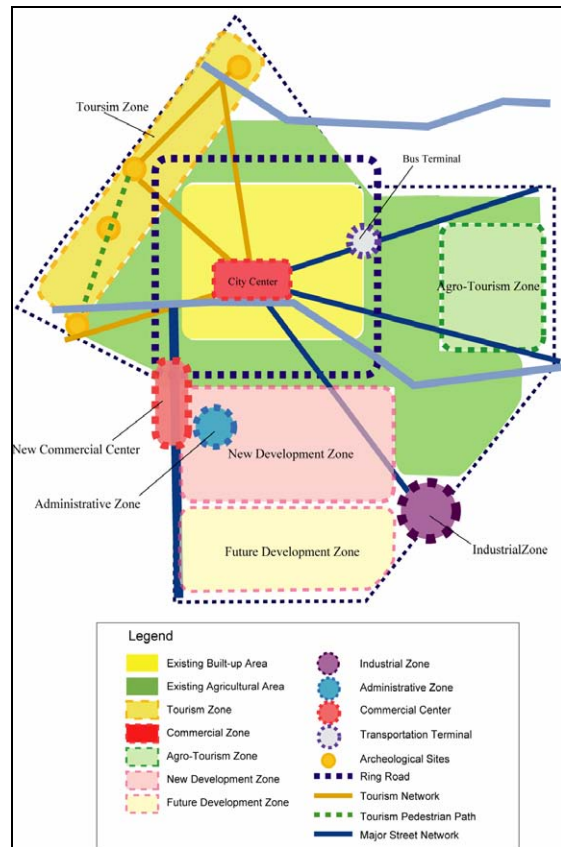 Toursim Zone
Bus Terminal
City Center
Agro-Tourism Zone
New Commercial Center
New Development Zone
Administrative Zone
Future Development Zone
IndustrialZone
Legend
Existing Built-up Area
Existing Agricultural Area
Tourism Zone
Commercial Zone
Agro-Tourism Zone
New Development Zone
Future Development Zone
Industrial Zone
Administrative Zone
Commercial Center
Transportation Terminal
Archeological Sites
Ring Road
Tourism Network
Tourism Pedestrian Path
Major Street Network